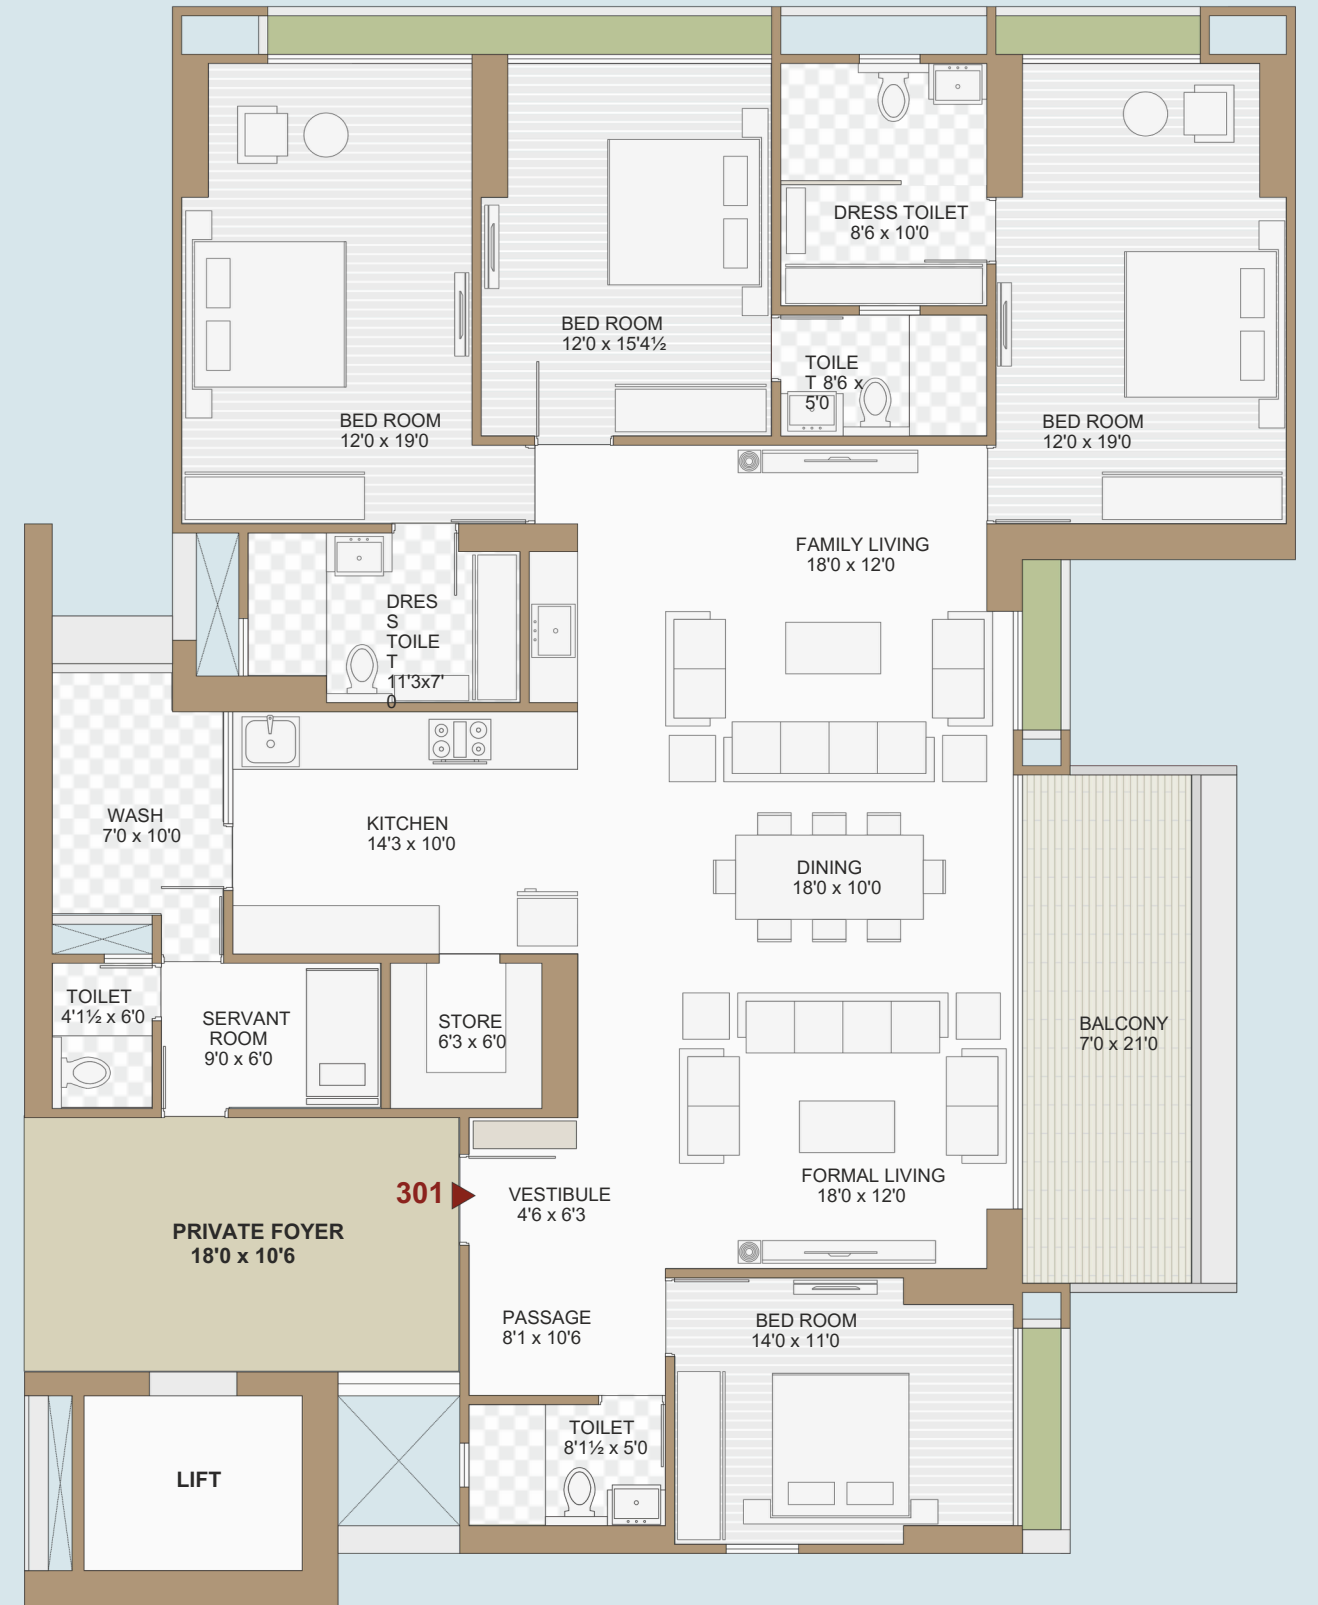 DRESS TOILET
8'6 x 10'0
BED ROOM
12'0 x 15'4½
TOILE
T 8'6 x
5'0
BED ROOM
12'0 x 19'0
BED ROOM
12'0 x 19'0
FAMILY LIVING
18'0 x 12'0
DRES
S
TOILE
T
11'3x7'
0
WASH
7'0 x 10'0
KITCHEN
14'3 x 10'0
DINING
18'0 x 10'0
TOILET
4'1½ x 6'0
SERVANT
ROOM
9'0 x 6'0
STORE
6'3 x 6'0
BALCONY
7'0 x 21'0
FORMAL LIVING
18'0 x 12'0
301
VESTIBULE
4'6 x 6'3
PRIVATE FOYER
18'0 x 10'6
PASSAGE
8'1 x 10'6
BED ROOM
14'0 x 11'0
TOILET
8'1½ x 5'0
LIFT